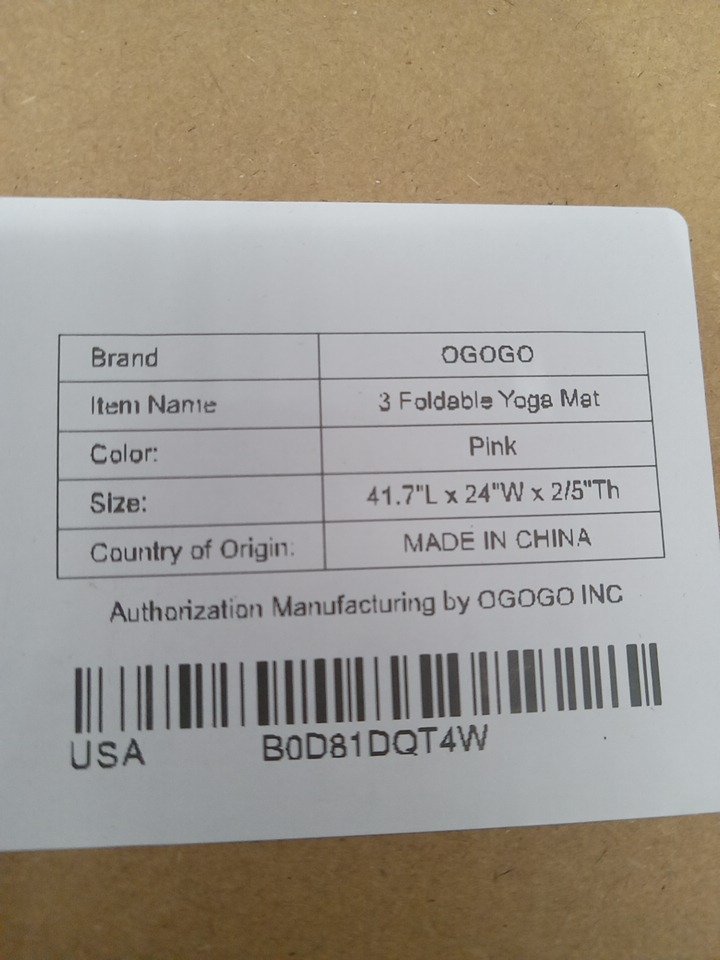 Brand OGOGO
Item Name 3 Foldable Yoga Mat
Color: Pink
Size: 41.7"L x 24"W x 2/5"Th
Country of Origin: MADE IN CHINA
Authorization Manufacturing by OGOGO INC
USA B0D81DQT4W